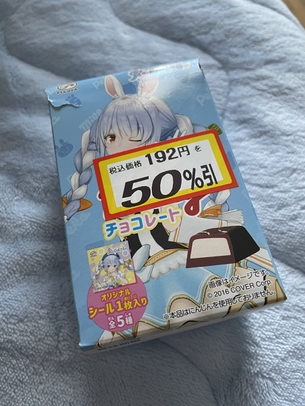 税込価格 192円 を
50%引
チョコレート
オリジナル
シール1枚入り
全5種
画像はイメージです
© 2016 COVER Corp.
※本品はにんじんを使用しておりません。